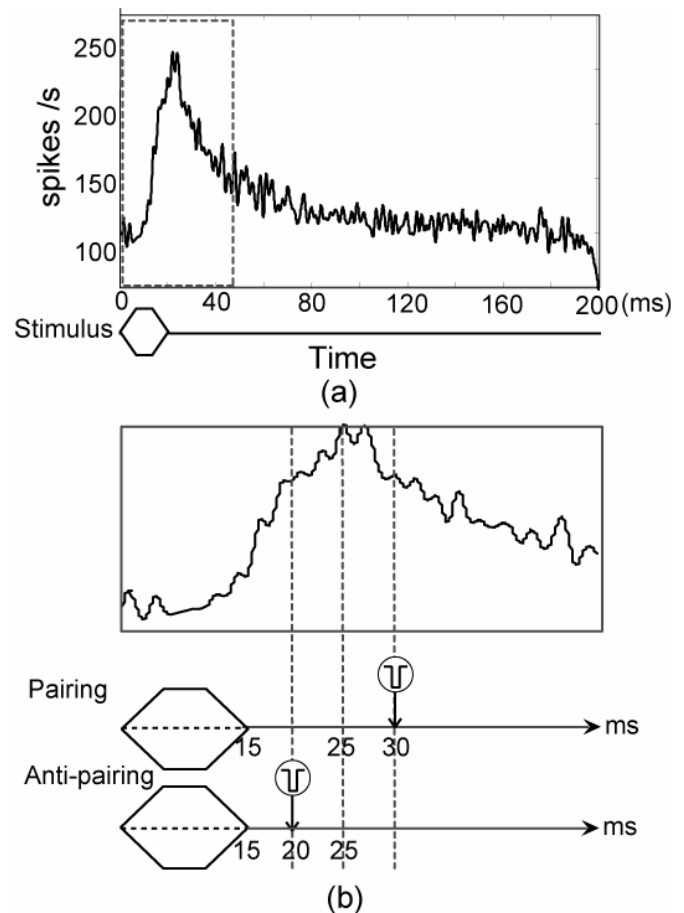 250
200
150
100
spikes /s
0 40 80 120 160 200 (ms)
Stimulus
Time
(a)
Pairing
15 25 30
ms
Anti-pairing
15 20 25
ms
(b)